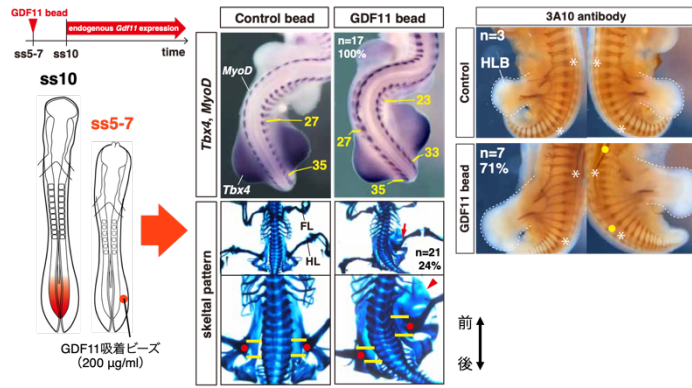 GDF11 bead
endogenous Gdf11 expression
ss5-7
ss10
time
ss10
ss5-7
GDF11吸着ビーズ
(200 µg/ml)
Control bead
GDF11 bead
Tbx4, MyoD
MyoD
27
35
Tbx4
n=17
100%
23
27
33
35
skeltal pattern
FL
HL
n=21
24%
3A10 antibody
Control
n=3
HLB
*
*
*
*
GDF11 bead
n=7
71%
*
*
*
*
前
後